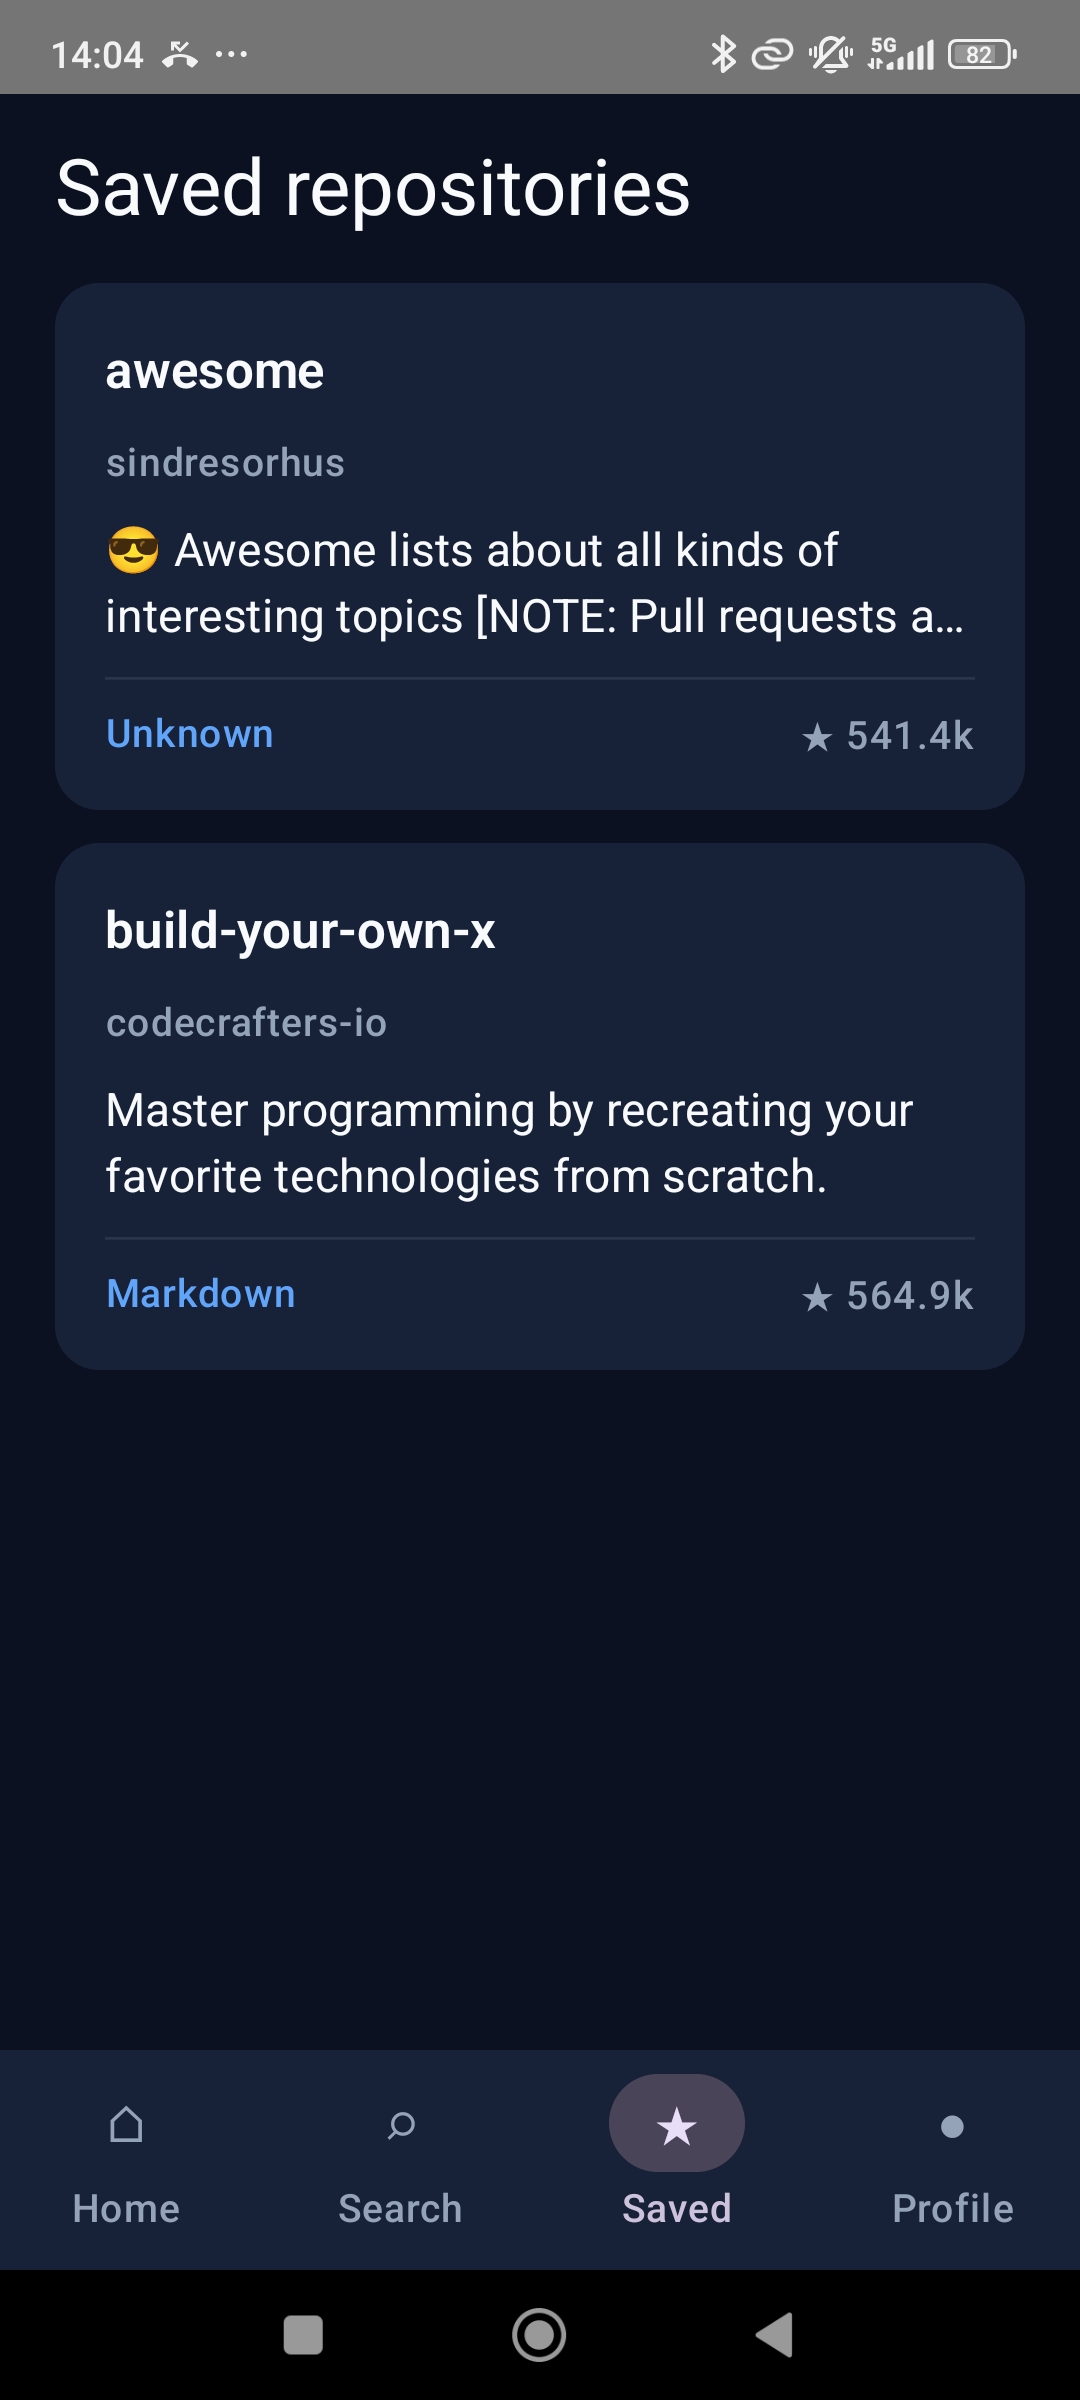 14:04
5G
82
Saved repositories
awesome
sindresorhus
😎 Awesome lists about all kinds of
interesting topics [NOTE: Pull requests a…
Unknown
★ 541.4k
build-your-own-x
codecrafters-io
Master programming by recreating your
favorite technologies from scratch.
Markdown
★ 564.9k
Home
Search
Saved
Profile